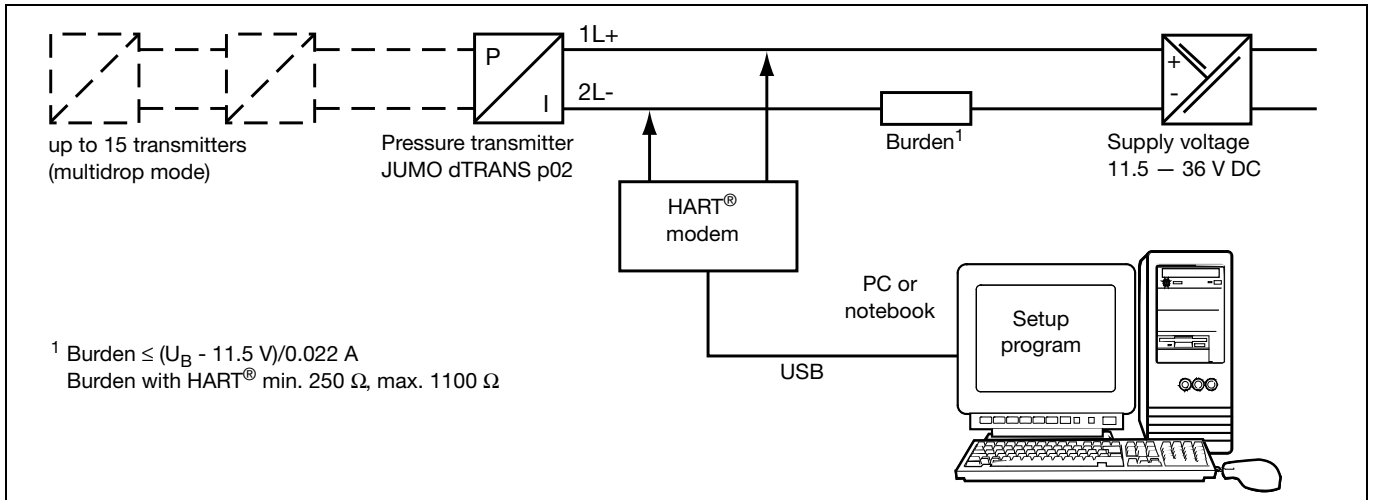 1L+
P
I
2L-
+
-
up to 15 transmitters
(multidrop mode)
Pressure transmitter
JUMO dTRANS p02
Burden¹
Supply voltage
11.5 — 36 V DC
HART®
modem
PC or
notebook
Setup
program
USB
¹ Burden ≤ (U_B - 11.5 V)/0.022 A
Burden with HART® min. 250 Ω, max. 1100 Ω